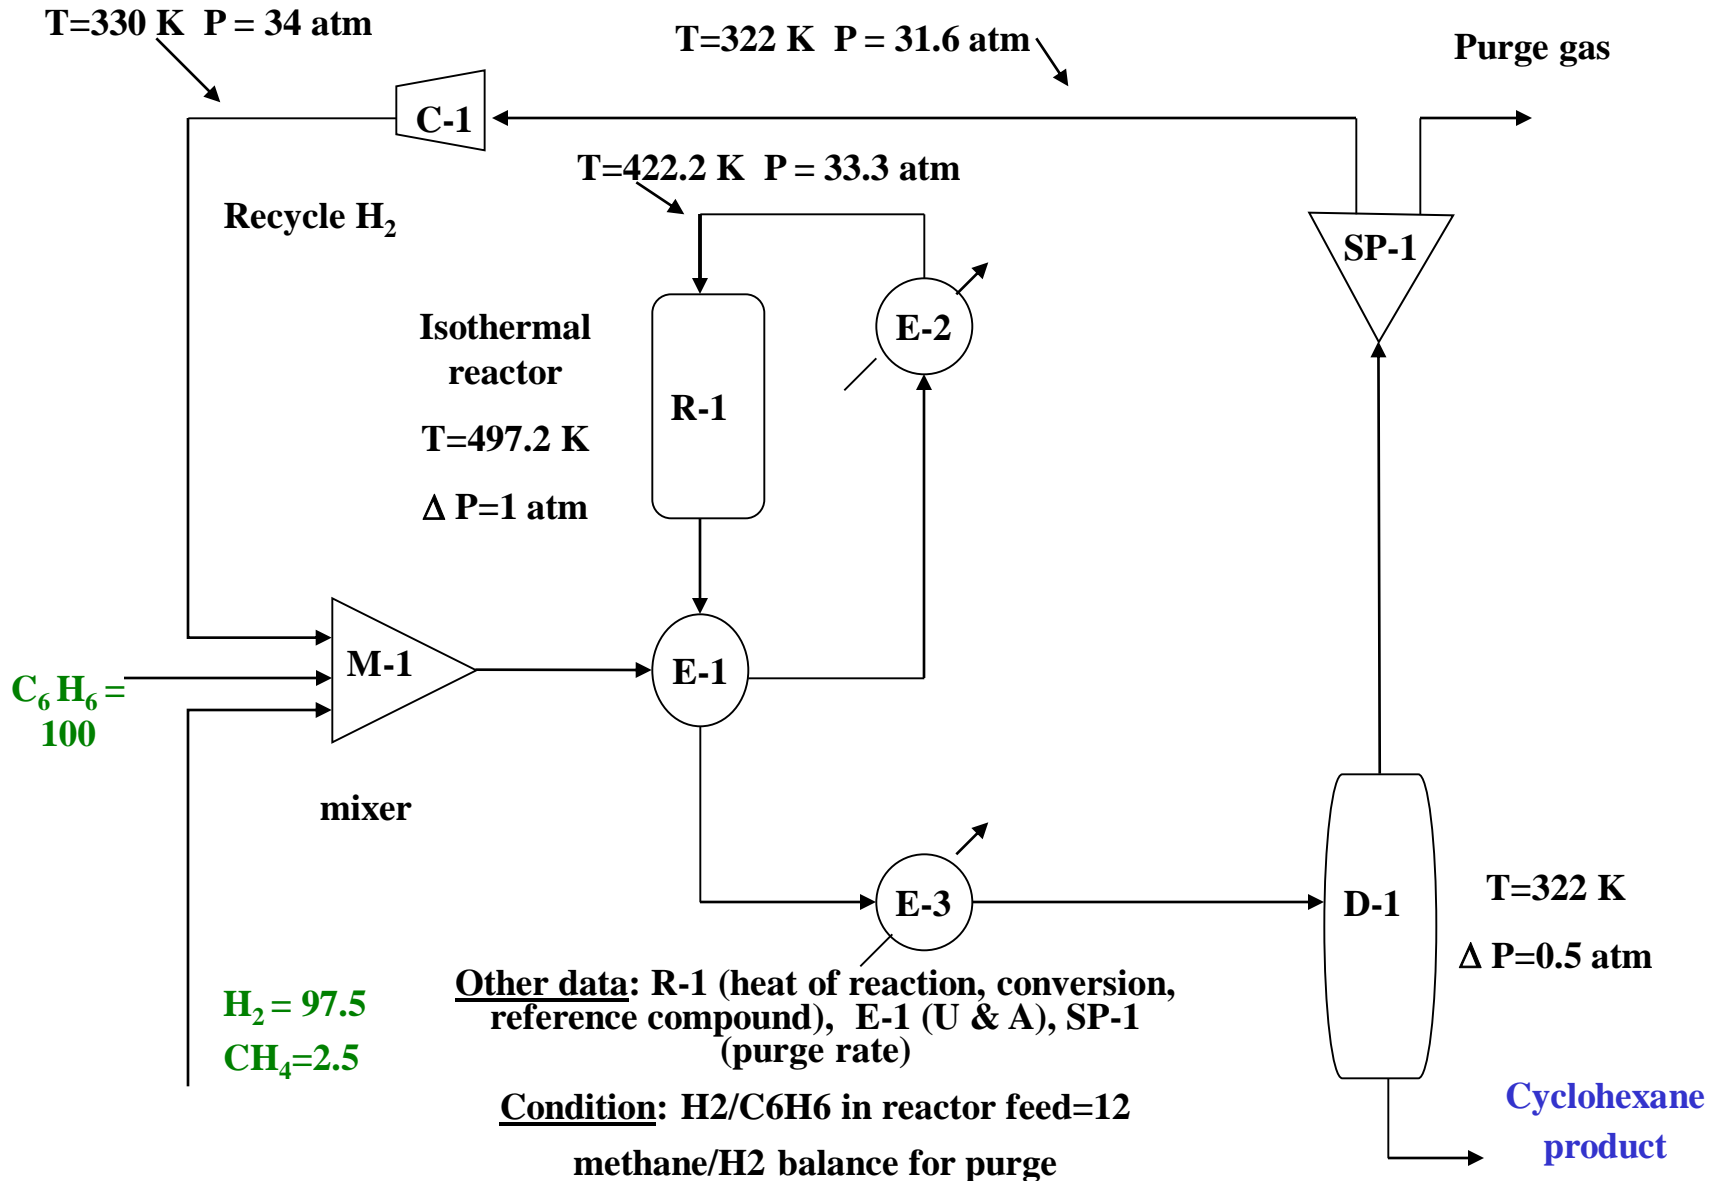 T=330 K P = 34 atm
T=322 K P = 31.6 atm
Purge gas
C-1
T=422.2 K P = 33.3 atm
Recycle H₂
SP-1
Isothermal
reactor
T=497.2 K
Δ P=1 atm
R-1
E-2
M-1
E-1
C₆ H₆ =
100
mixer
E-3
D-1
T=322 K
Δ P=0.5 atm
H₂ = 97.5
CH₄=2.5
Other data: R-1 (heat of reaction, conversion,
reference compound), E-1 (U & A), SP-1
(purge rate)
Condition: H2/C6H6 in reactor feed=12
methane/H2 balance for purge
Cyclohexane
product